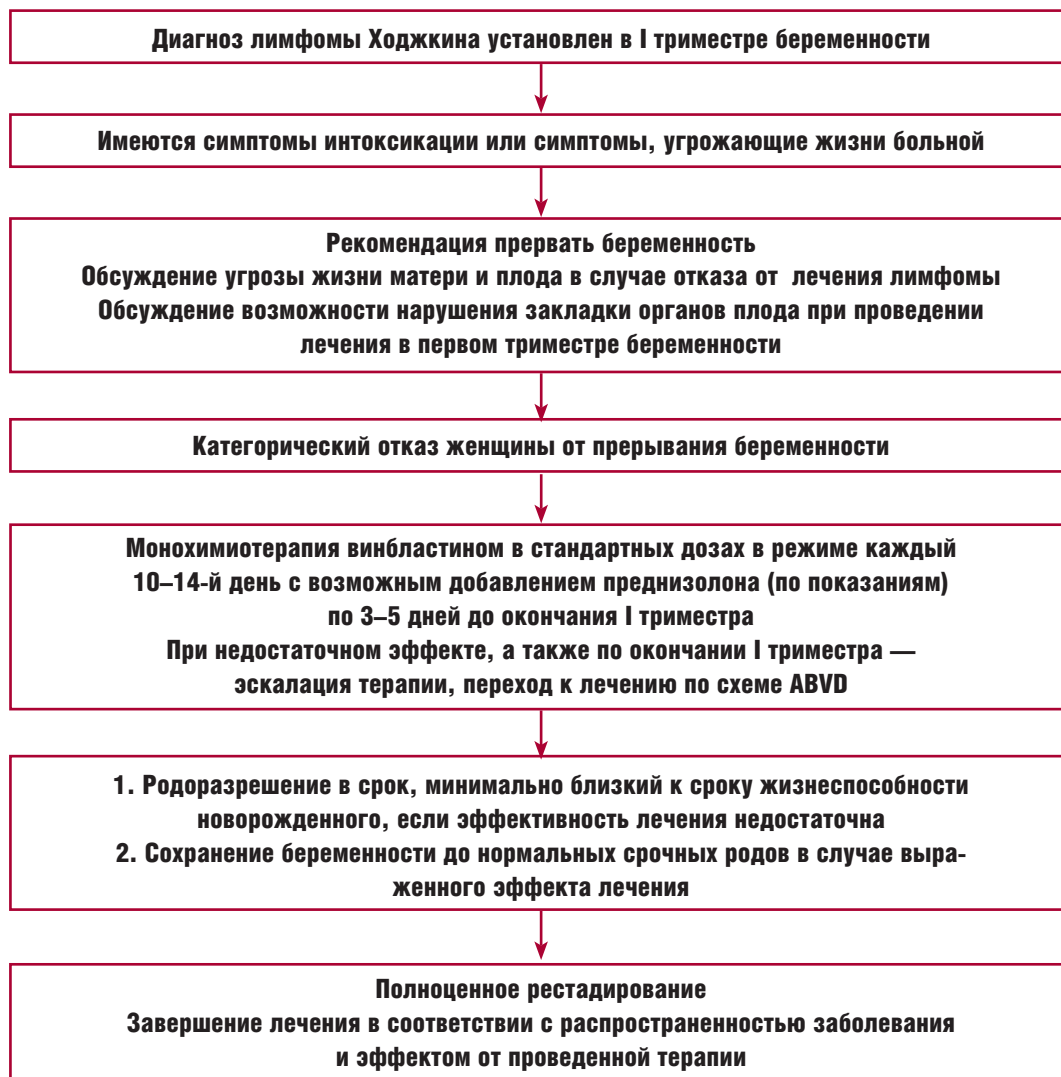 Диагноз лимфомы Ходжкина установлен в I триместре беременности
Имеются симптомы интоксикации или симптомы, угрожающие жизни больной
Рекомендация прервать беременность
Обсуждение угрозы жизни матери и плода в случае отказа от лечения лимфомы
Обсуждение возможности нарушения закладки органов плода при проведении
лечения в первом триместре беременности
Категорический отказ женщины от прерывания беременности
Монохимиотерапия винбластином в стандартных дозах в режиме каждый
10–14-й день с возможным добавлением преднизолона (по показаниям)
по 3–5 дней до окончания I триместра
При недостаточном эффекте, а также по окончании I триместра —
эскалация терапии, переход к лечению по схеме ABVD
1. Родоразрешение в срок, минимально близкий к сроку жизнеспособности
новорожденного, если эффективность лечения недостаточна
2. Сохранение беременности до нормальных срочных родов в случае выра-
женного эффекта лечения
Полноценное рестадирование
Завершение лечения в соответствии с распространенностью заболевания
и эффектом от проведенной терапии